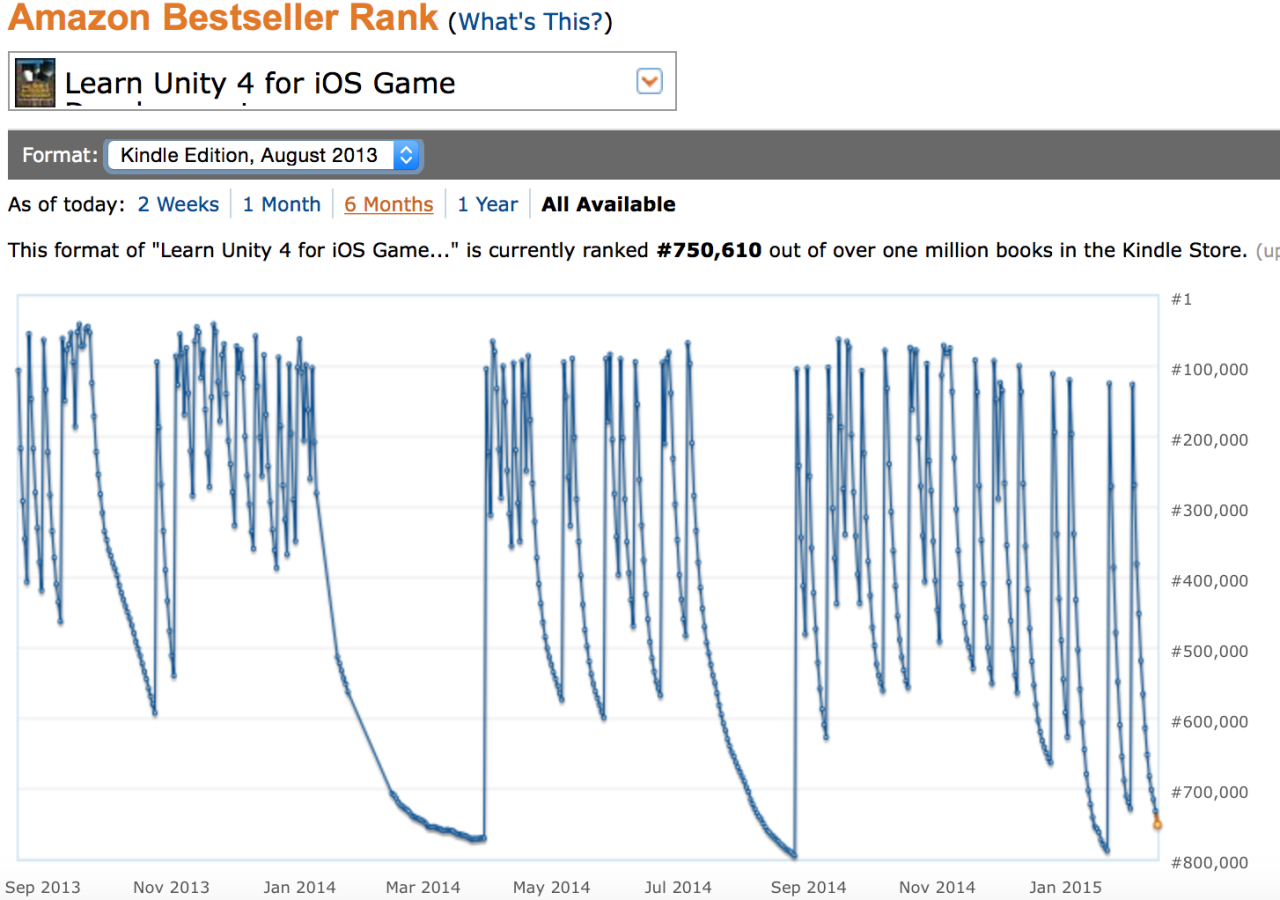 Amazon Bestseller Rank (What's This?)
Learn Unity 4 for iOS Game
Format: Kindle Edition, August 2013
As of today: 2 Weeks 1 Month 6 Months 1 Year All Available
This format of "Learn Unity 4 for iOS Game..." is currently ranked #750,610 out of over one million books in the Kindle Store. (up
#1
#100,000
#200,000
#300,000
#400,000
#500,000
#600,000
#700,000
#800,000
Sep 2013 Nov 2013 Jan 2014 Mar 2014 May 2014 Jul 2014 Sep 2014 Nov 2014 Jan 2015